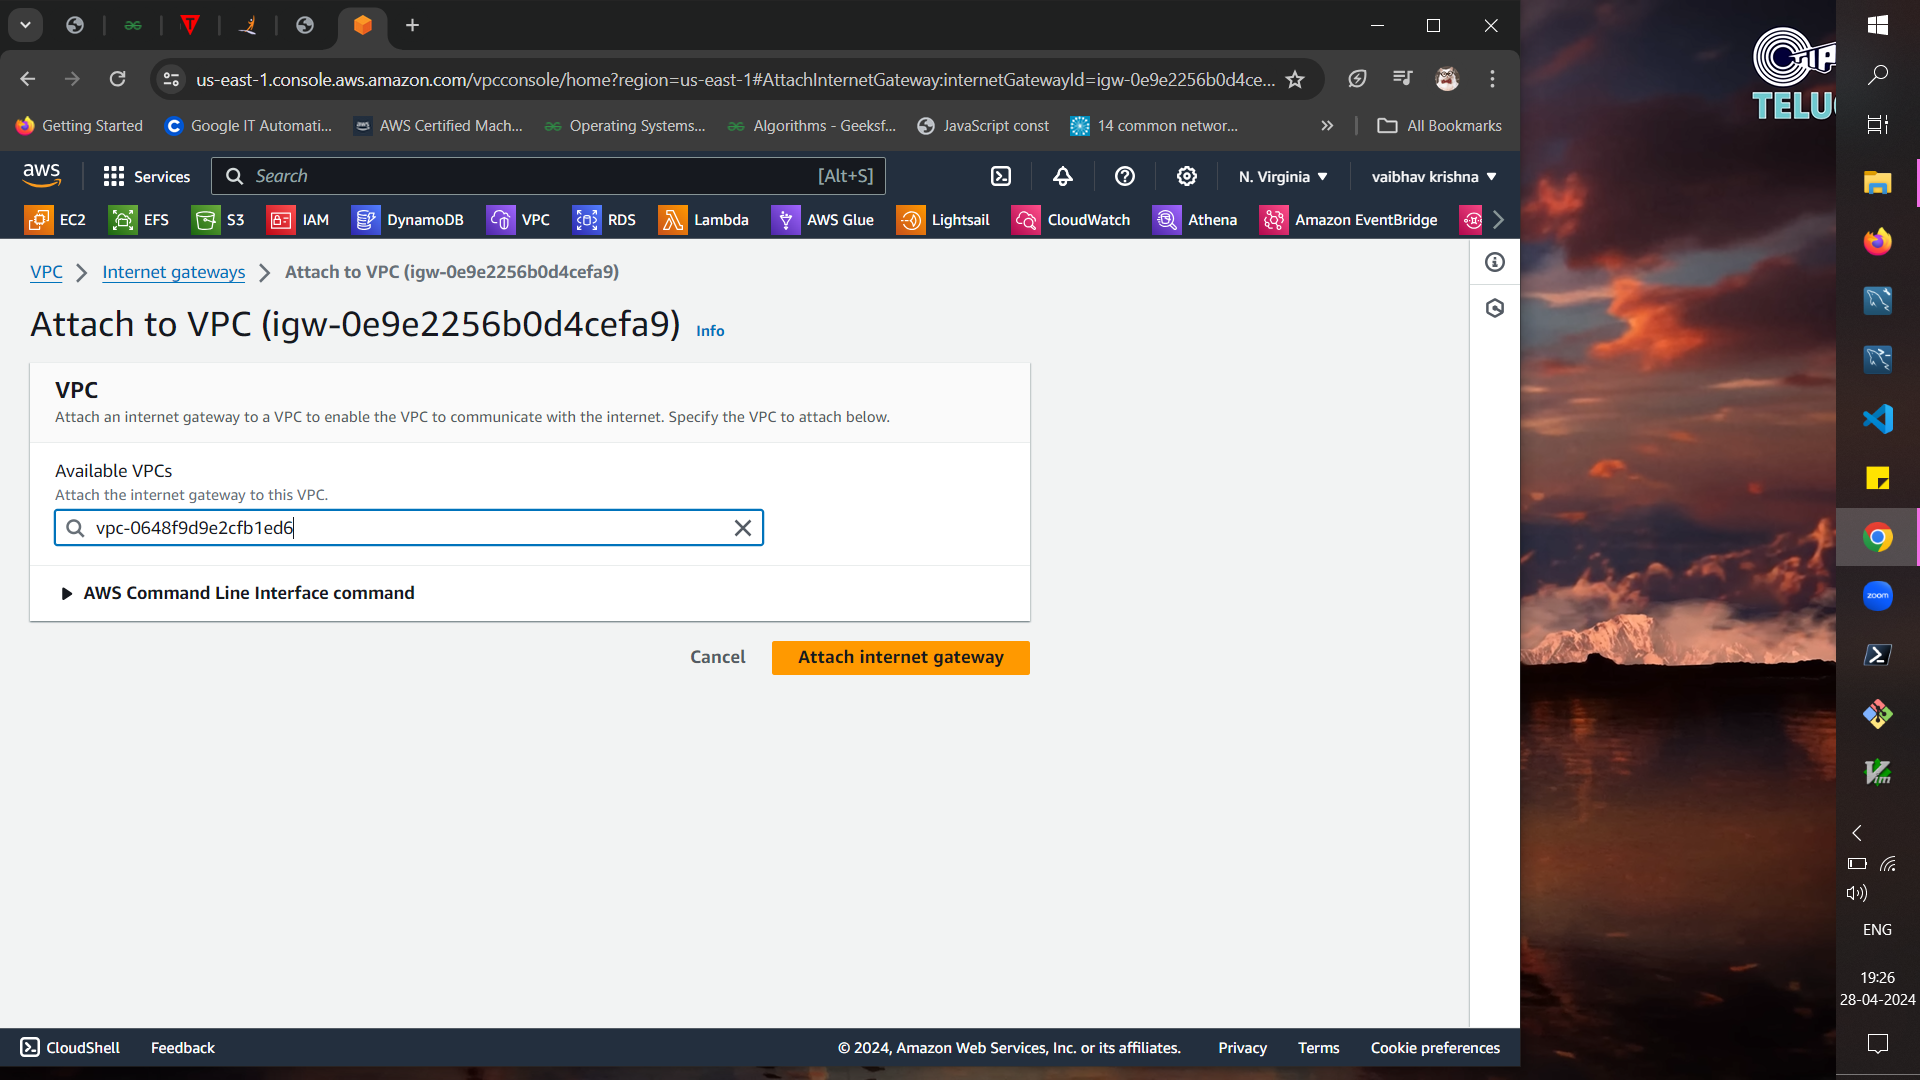 us-east-1.console.aws.amazon.com/vpcconsole/home?region=us-east-1#AttachInternetGateway:internetGatewayId=igw-0e9e2256b0d4ce...
Getting Started Google IT Automati... AWS Certified Mach... Operating Systems... Algorithms - Geeksf... JavaScript const 14 common networ... » All Bookmarks
aws Services Search [Alt+S] N. Virginia vaibhav krishna
EC2 EFS S3 IAM DynamoDB VPC RDS Lambda AWS Glue Lightsail CloudWatch Athena Amazon EventBridge
VPC Internet gateways Attach to VPC (igw-0e9e2256b0d4cefa9)
Attach to VPC (igw-0e9e2256b0d4cefa9) Info
VPC
Attach an internet gateway to a VPC to enable the VPC to communicate with the internet. Specify the VPC to attach below.
Available VPCs
Attach the internet gateway to this VPC.
vpc-0648f9d9e2cfb1ed6
AWS Command Line Interface command
Cancel Attach internet gateway
CloudShell Feedback © 2024, Amazon Web Services, Inc. or its affiliates. Privacy Terms Cookie preferences
zoom
Vim
ENG
19:26
28-04-2024